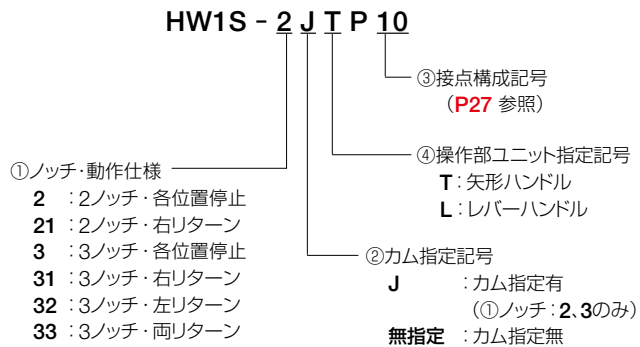 HW1S - 2 J T P 10
③接点構成記号
（P27 参照）
④操作部ユニット指定記号
T：矢形ハンドル
L：レバーハンドル
①ノッチ・動作仕様
2 ：2ノッチ・各位置停止
21 ：2ノッチ・右リターン
3 ：3ノッチ・各位置停止
31 ：3ノッチ・右リターン
32 ：3ノッチ・左リターン
33 ：3ノッチ・両リターン
②カム指定記号
J ：カム指定有
（①ノッチ：2、3のみ）
無指定 ：カム指定無